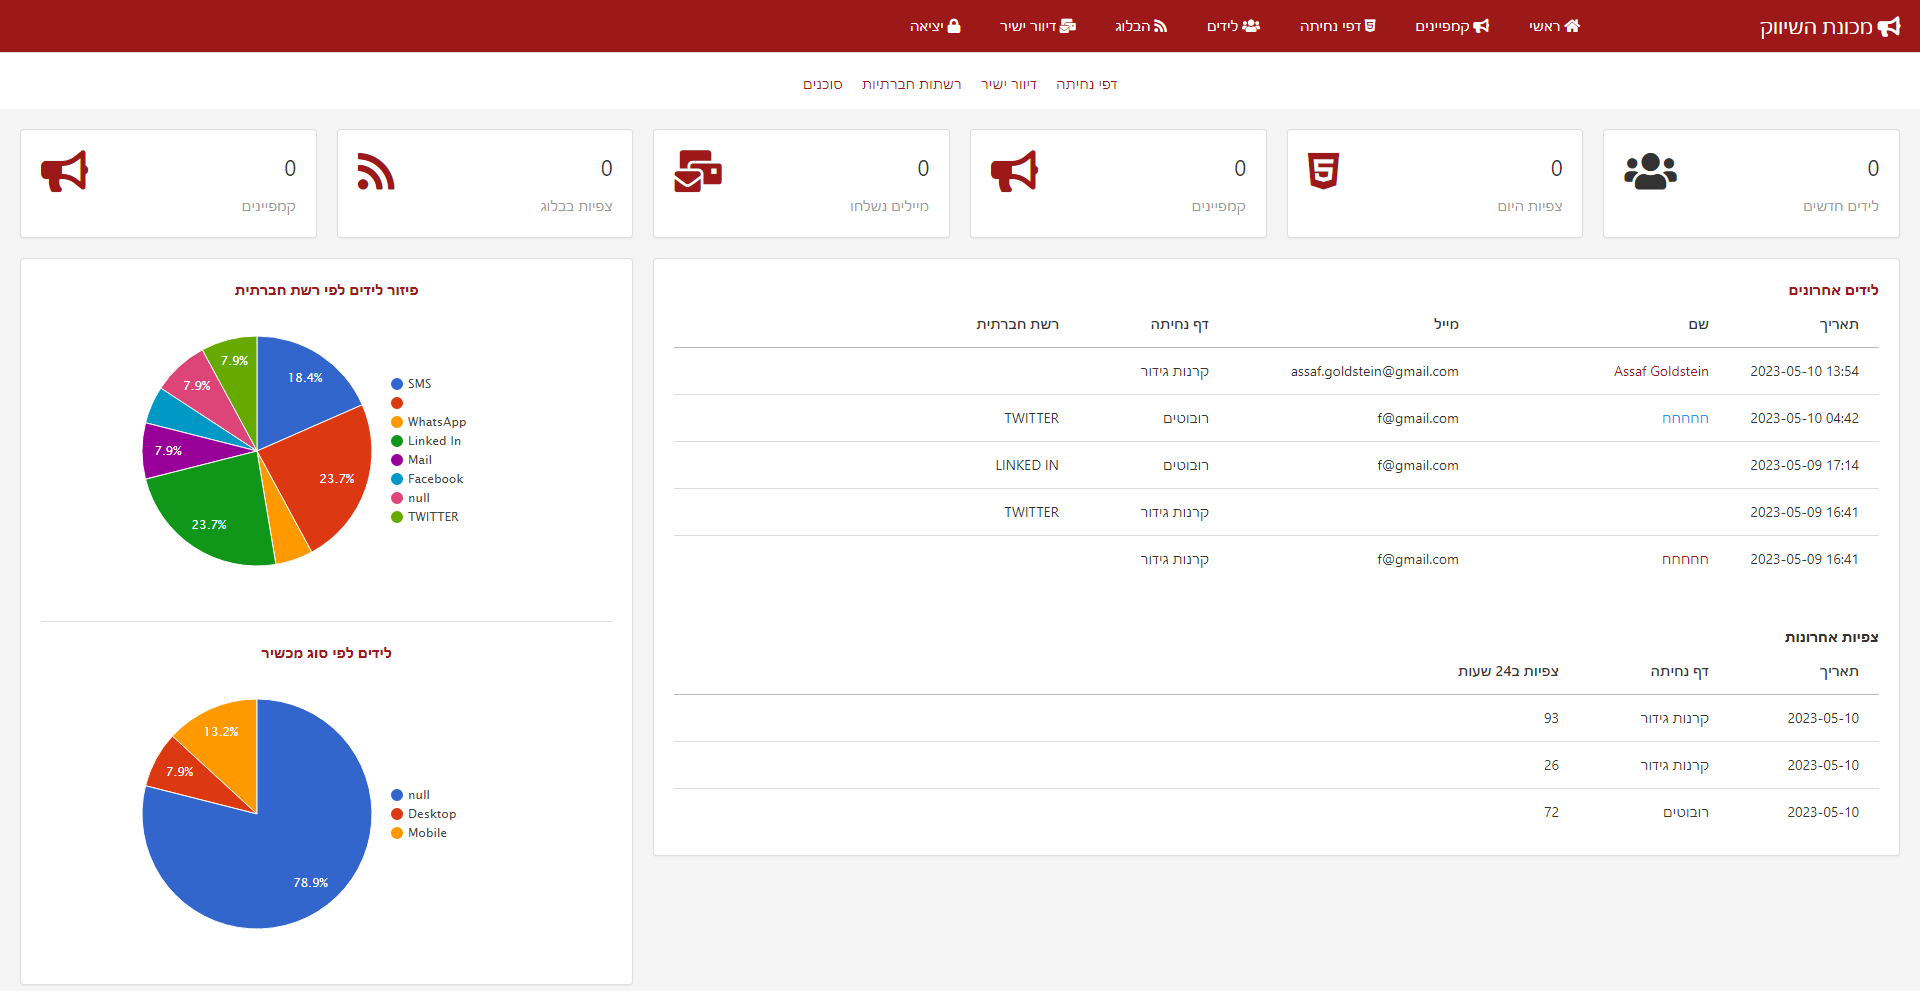 מכונת השיווק
ראשי קמפיינים דפי נחיתה לידים הבלוג דיוור ישיר יציאה
דפי נחיתה דיוור ישיר רשתות חברתיות סוכנים
0 0 0 0 0 0
לידים חדשים צפיות היום קמפיינים מיילים נשלחו צפיות בבלוג קמפיינים
לידים אחרונים
תאריך שם מייל דף נחיתה רשת חברתית
2023-05-10 13:54 Assaf Goldstein assaf.goldstein@gmail.com קרנות גידור
2023-05-10 04:42 חחחחח f@gmail.com רובוטים TWITTER
2023-05-09 17:14 f@gmail.com רובוטים LINKED IN
2023-05-09 16:41 קרנות גידור TWITTER
2023-05-09 16:41 חחחחח f@gmail.com קרנות גידור
צפיות אחרונות
תאריך דף נחיתה צפיות ב24 שעות
2023-05-10 קרנות גידור 93
2023-05-10 קרנות גידור 26
2023-05-10 רובוטים 72
פיזור לידים לפי רשת חברתית
18.4%
23.7%
23.7%
7.9%
7.9%
7.9%
SMS
WhatsApp
Linked In
Mail
Facebook
null
TWITTER
לידים לפי סוג מכשיר
13.2%
7.9%
78.9%
null
Desktop
Mobile